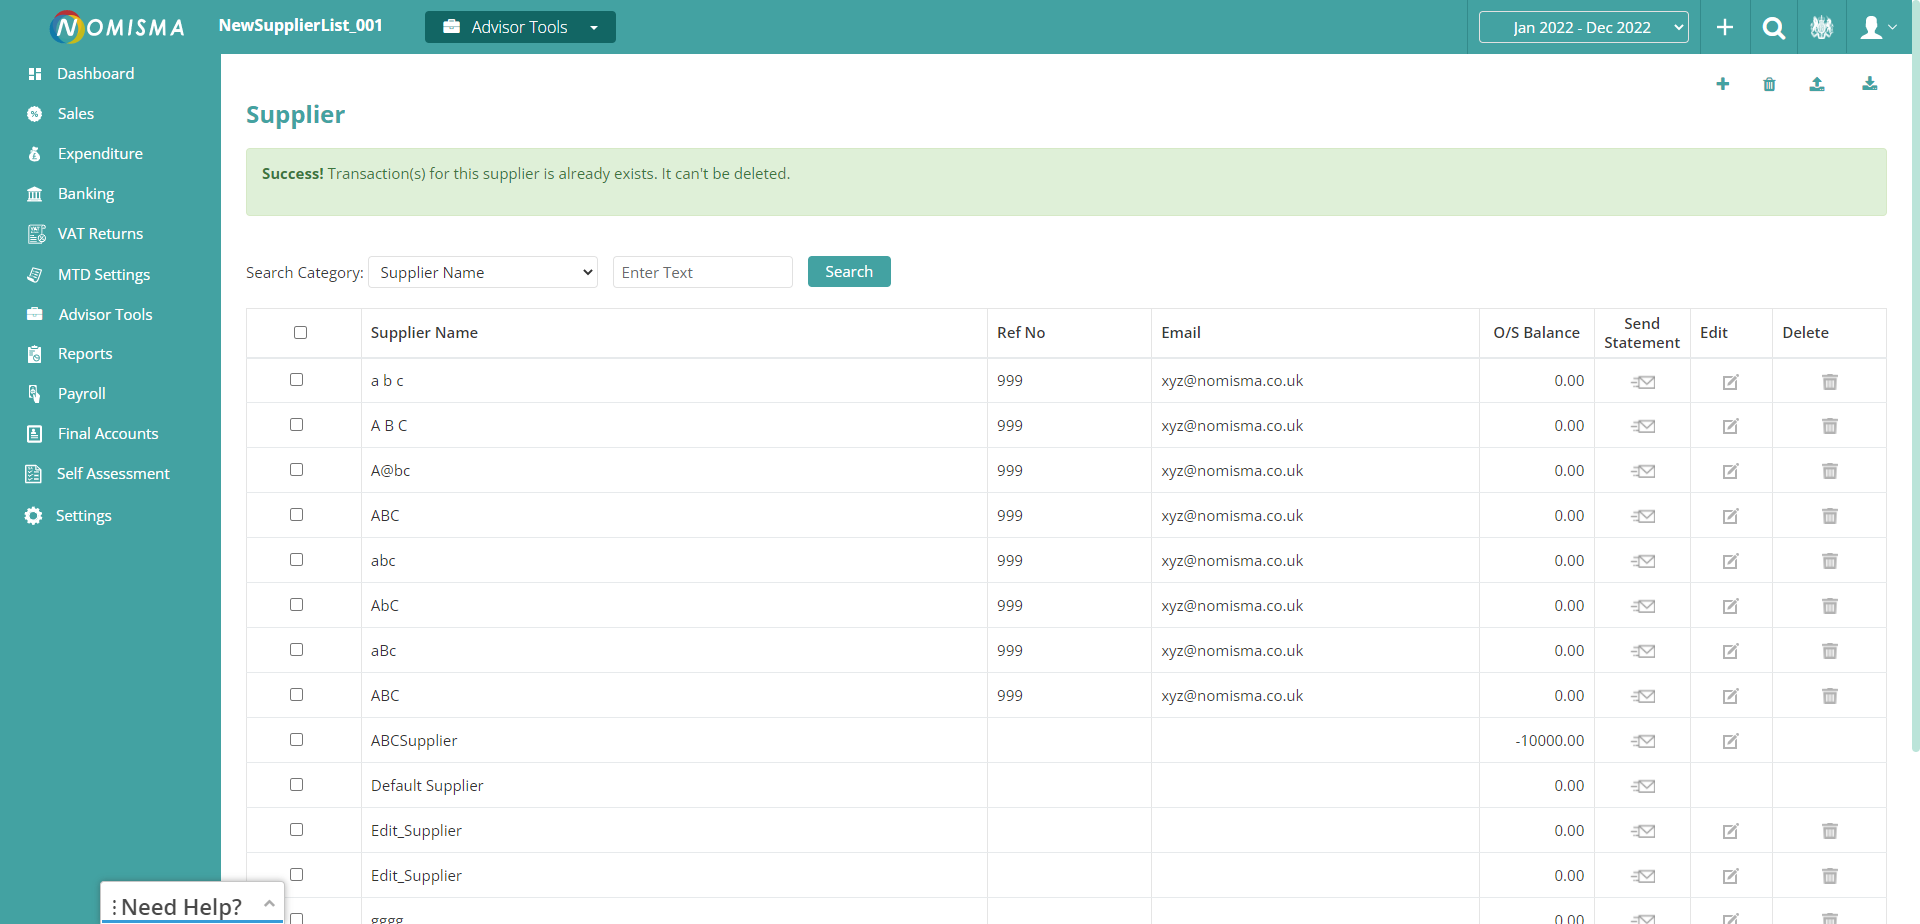 NOMISMA
NewSupplierList_001
Advisor Tools
Jan 2022 - Dec 2022
Dashboard
Sales
Expenditure
Banking
VAT Returns
MTD Settings
Advisor Tools
Reports
Payroll
Final Accounts
Self Assessment
Settings
Supplier
Success! Transaction(s) for this supplier is already exists. It can't be deleted.
Search Category: Supplier Name Enter Text Search
Supplier Name Ref No Email O/S Balance Send Statement Edit Delete
a b c 999 xyz@nomisma.co.uk 0.00
A B C 999 xyz@nomisma.co.uk 0.00
A@bc 999 xyz@nomisma.co.uk 0.00
ABC 999 xyz@nomisma.co.uk 0.00
abc 999 xyz@nomisma.co.uk 0.00
AbC 999 xyz@nomisma.co.uk 0.00
aBc 999 xyz@nomisma.co.uk 0.00
ABC 999 xyz@nomisma.co.uk 0.00
ABCSupplier -10000.00
Default Supplier 0.00
Edit_Supplier 0.00
Edit_Supplier 0.00
gggg 0.00
Need Help?